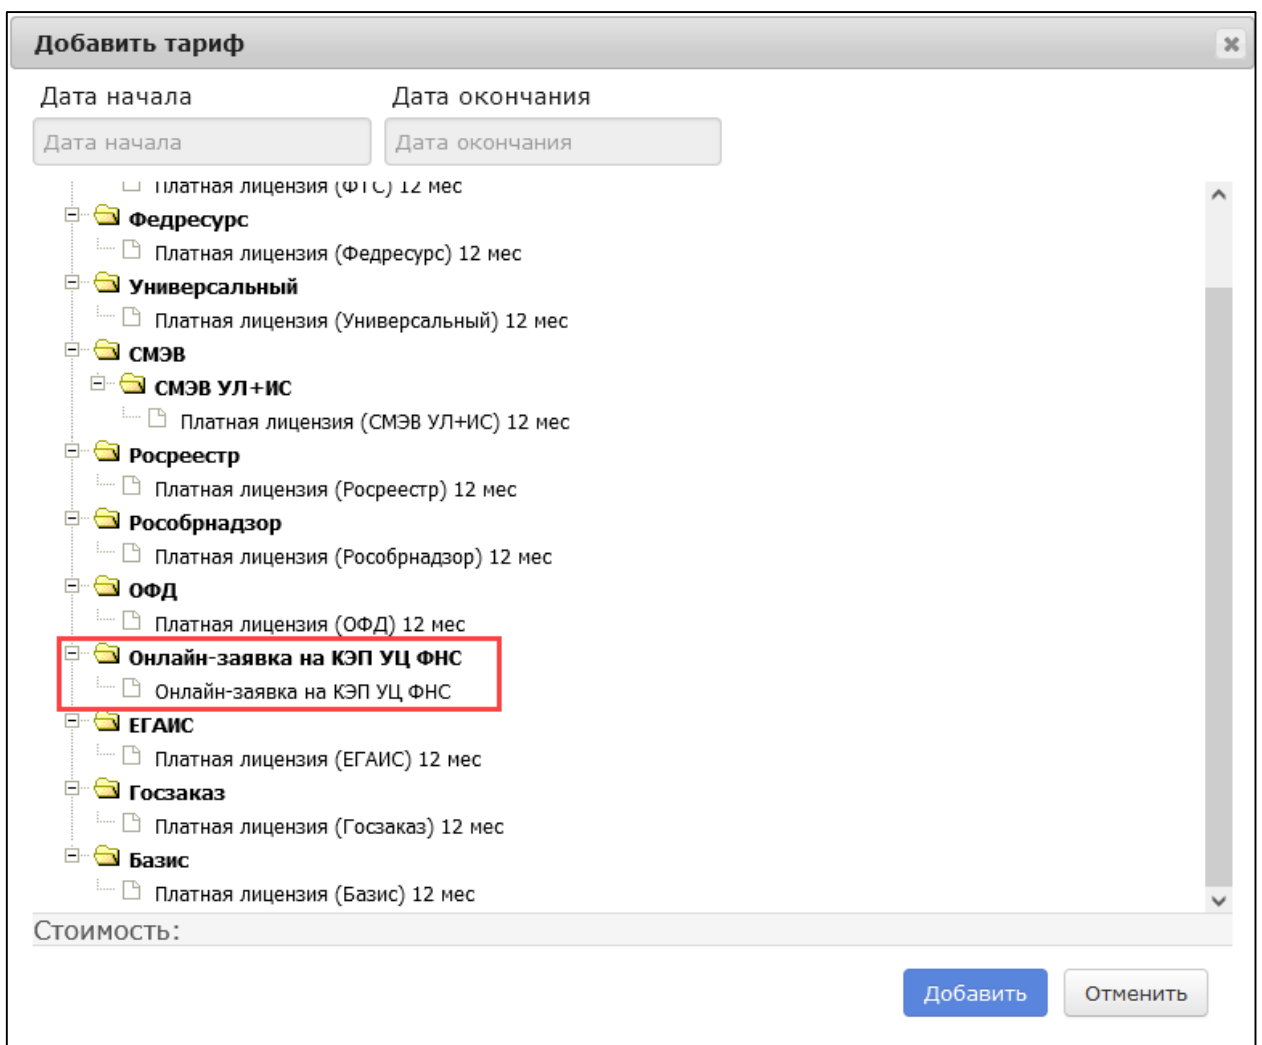 Добавить тариф
Дата начала Дата окончания
Дата начала Дата окончания
Платная лицензия (ФТС) 12 мес
Федресурс
Платная лицензия (Федресурс) 12 мес
Универсальный
Платная лицензия (Универсальный) 12 мес
СМЭВ
СМЭВ УЛ+ИС
Платная лицензия (СМЭВ УЛ+ИС) 12 мес
Росреестр
Платная лицензия (Росреестр) 12 мес
Рособрнадзор
Платная лицензия (Рособрнадзор) 12 мес
ОФД
Платная лицензия (ОФД) 12 мес
Онлайн-заявка на КЭП УЦ ФНС
Онлайн-заявка на КЭП УЦ ФНС
ЕГАИС
Платная лицензия (ЕГАИС) 12 мес
Госзаказ
Платная лицензия (Госзаказ) 12 мес
Базис
Платная лицензия (Базис) 12 мес
Стоимость:
Добавить Отменить